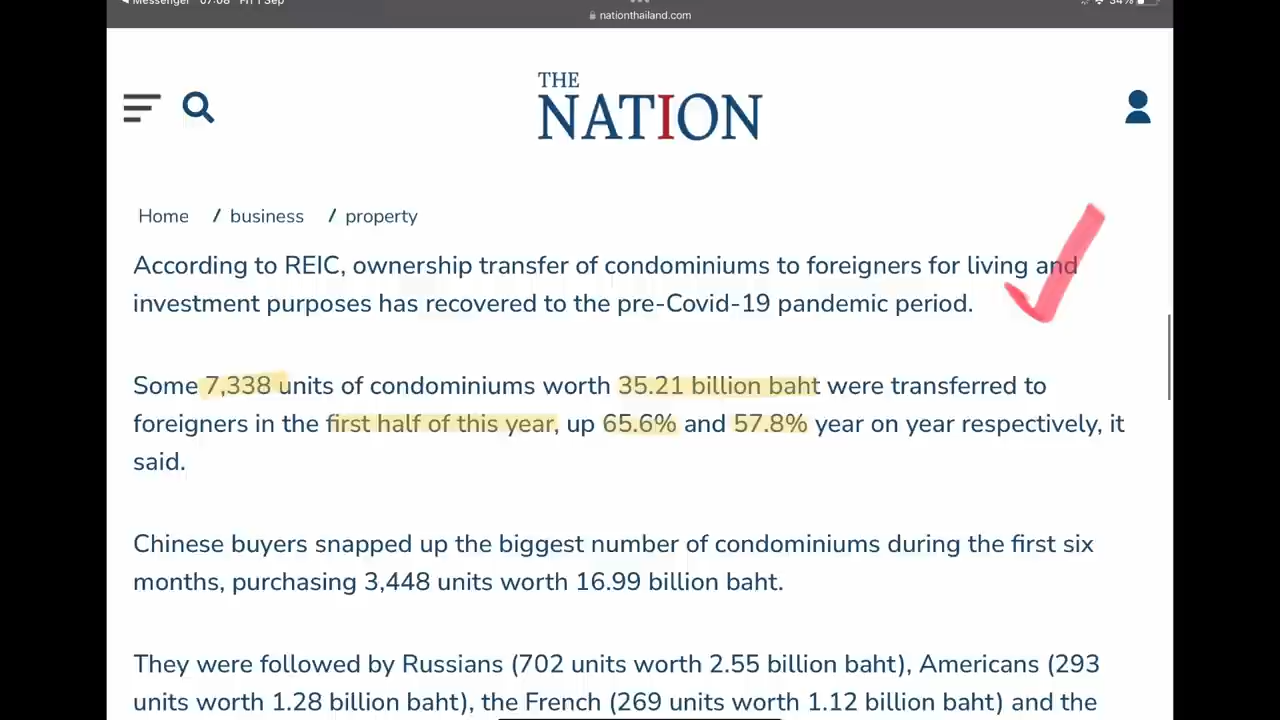 Messenger 07:08 Fri 1 Sep 34%
nationthailand.com
THE
NATION
Home / business / property
According to REIC, ownership transfer of condominiums to foreigners for living and
investment purposes has recovered to the pre-Covid-19 pandemic period.
Some 7,338 units of condominiums worth 35.21 billion baht were transferred to
foreigners in the first half of this year, up 65.6% and 57.8% year on year respectively, it
said.
Chinese buyers snapped up the biggest number of condominiums during the first six
months, purchasing 3,448 units worth 16.99 billion baht.
They were followed by Russians (702 units worth 2.55 billion baht), Americans (293
units worth 1.28 billion baht), the French (269 units worth 1.12 billion baht) and the